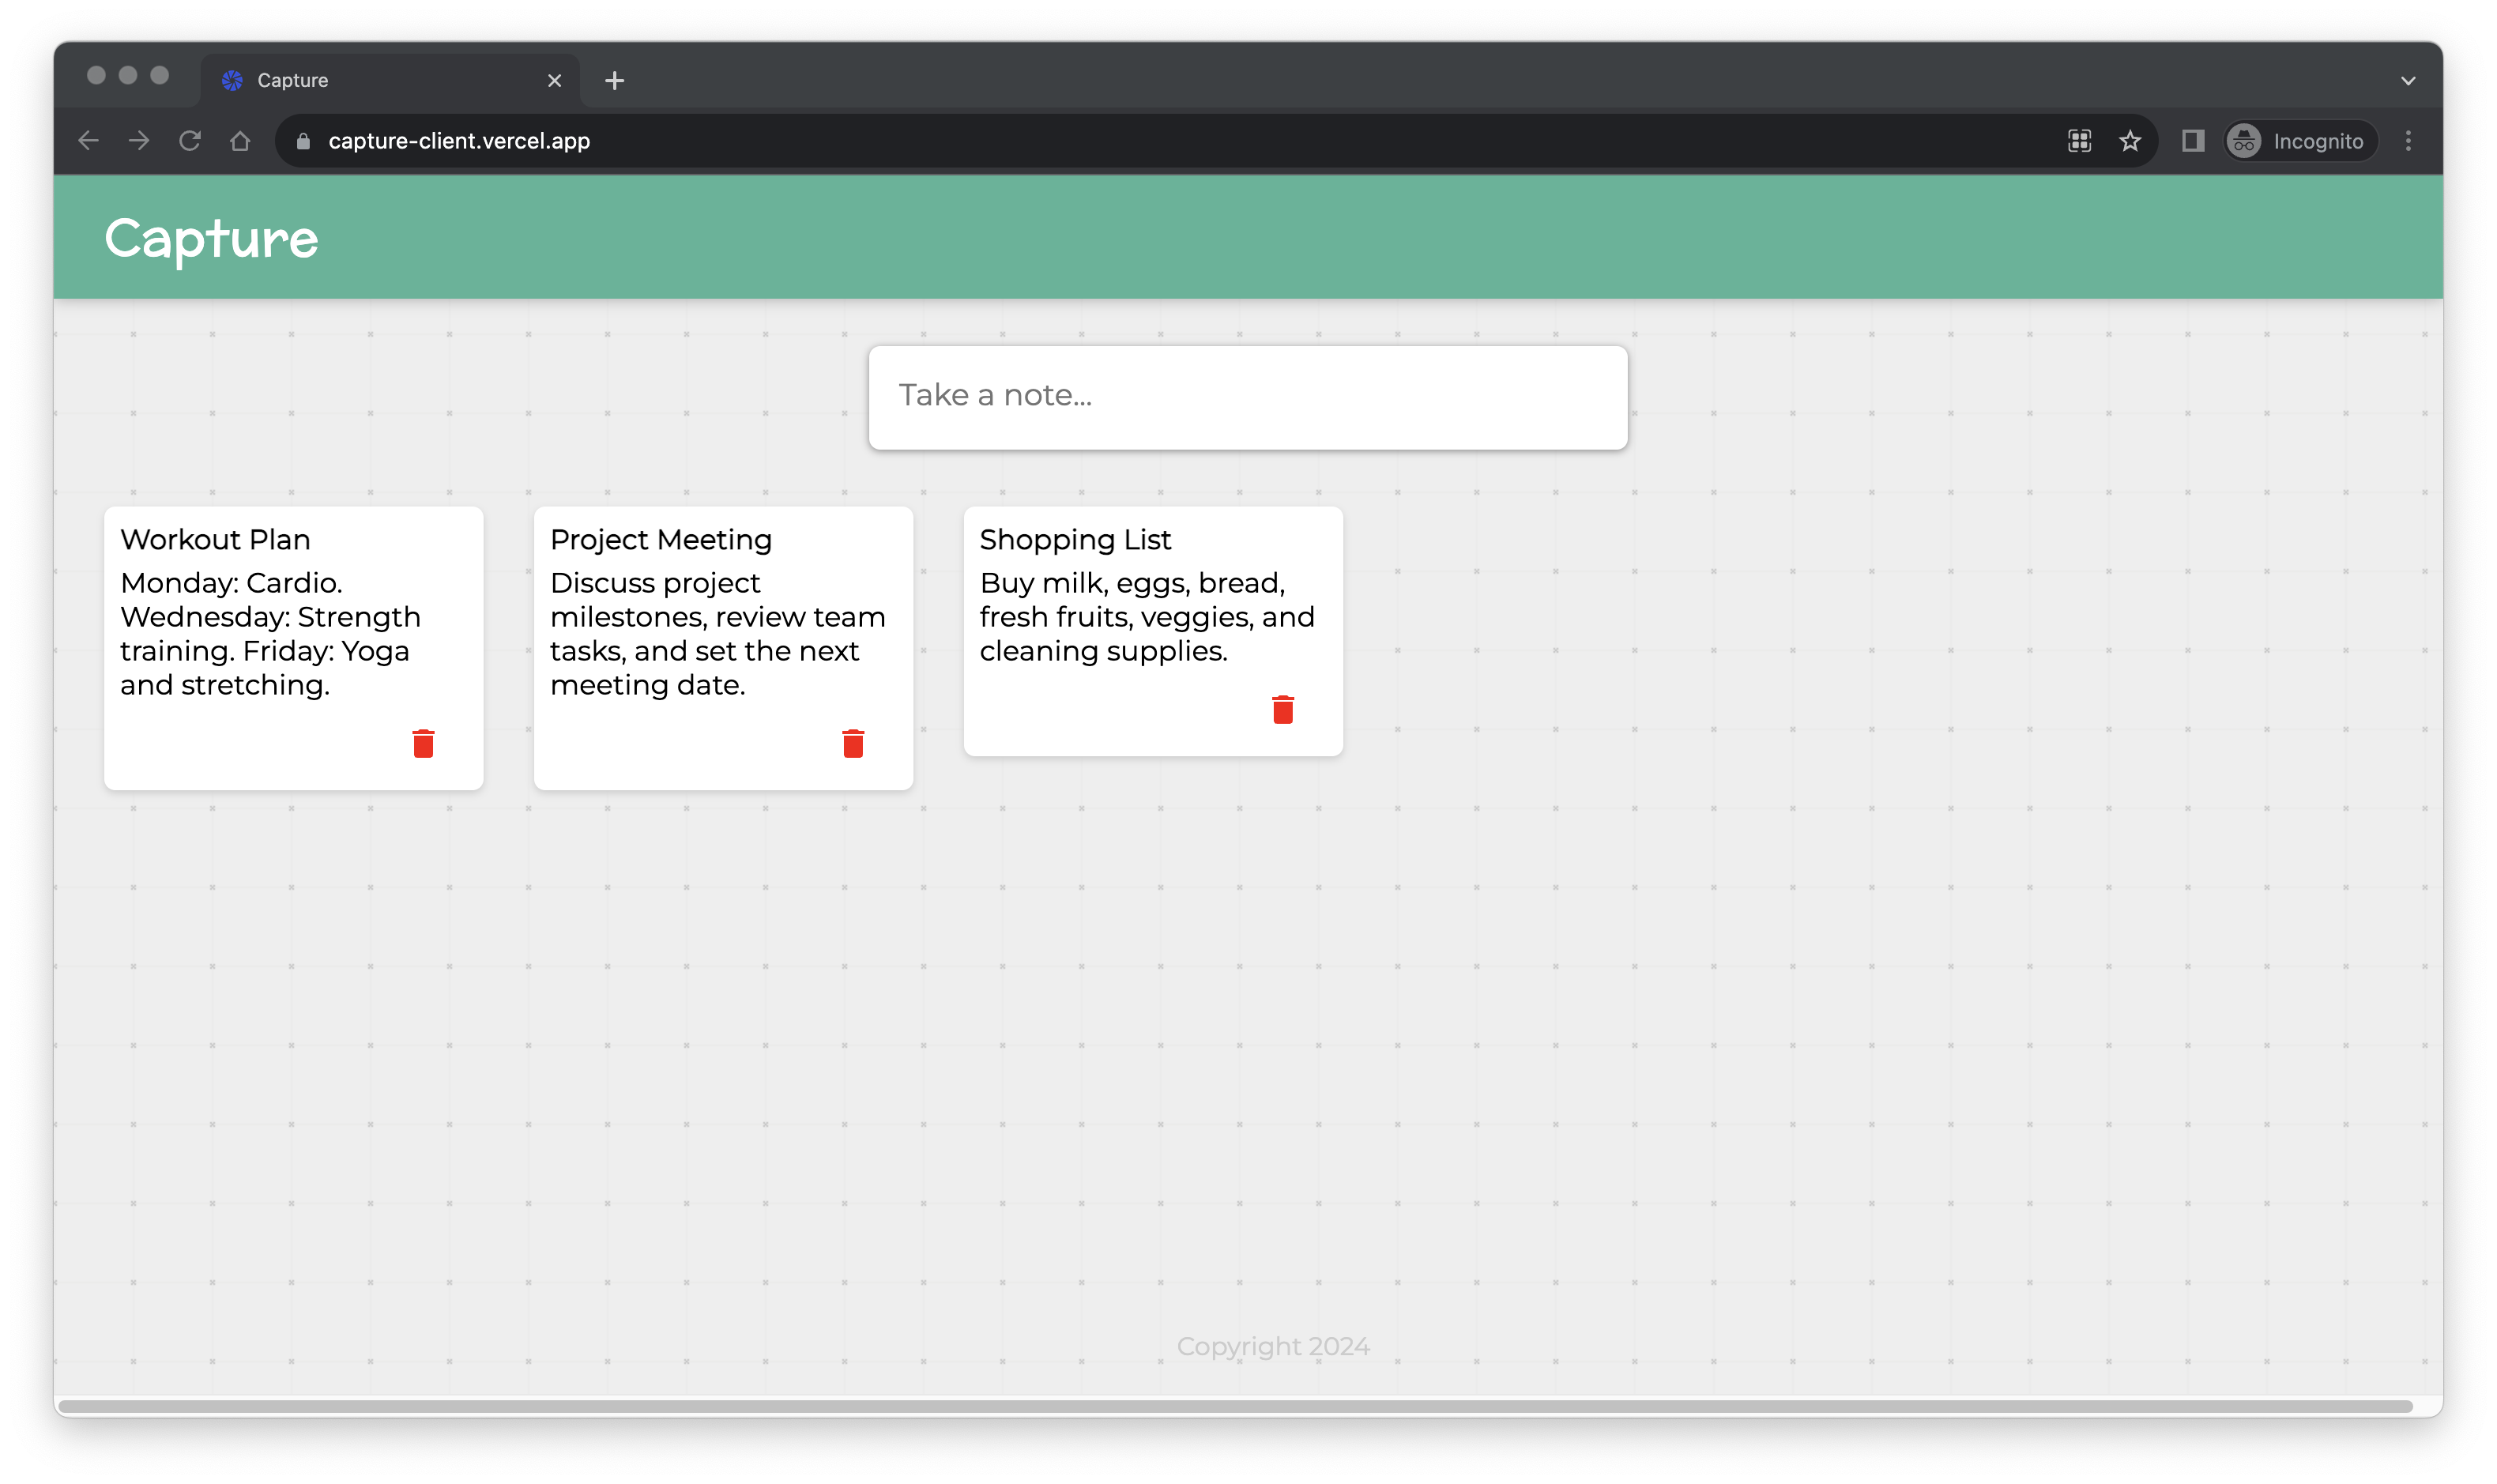 Capture
capture-client.vercel.app
Incognito
Capture
Take a note...
Workout Plan
Monday: Cardio.
Wednesday: Strength
training. Friday: Yoga
and stretching.
Project Meeting
Discuss project
milestones, review team
tasks, and set the next
meeting date.
Shopping List
Buy milk, eggs, bread,
fresh fruits, veggies, and
cleaning supplies.
Copyright 2024